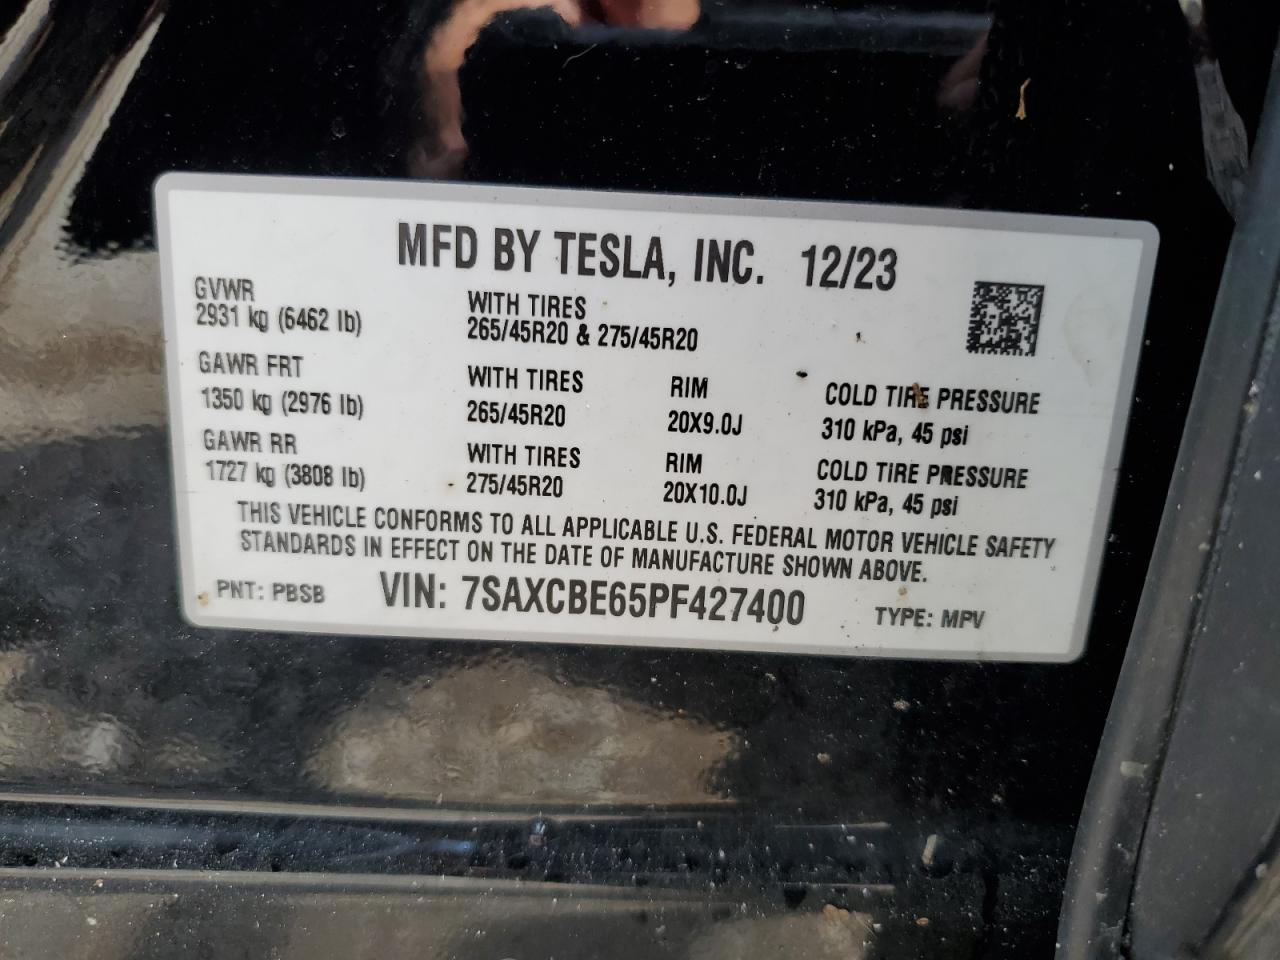 MFD BY TESLA, INC. 12/23
GVWR
2931 kg (6462 lb)
WITH TIRES
265/45R20 & 275/45R20
GAWR FRT
1350 kg (2976 lb)
WITH TIRES
265/45R20
RIM
20X9.0J
COLD TIRE PRESSURE
310 kPa, 45 psi
GAWR RR
1727 kg (3808 lb)
WITH TIRES
275/45R20
RIM
20X10.0J
COLD TIRE PRESSURE
310 kPa, 45 psi
THIS VEHICLE CONFORMS TO ALL APPLICABLE U.S. FEDERAL MOTOR VEHICLE SAFETY
STANDARDS IN EFFECT ON THE DATE OF MANUFACTURE SHOWN ABOVE.
PNT: PBSB VIN: 7SAXCBE65PF427400 TYPE: MPV